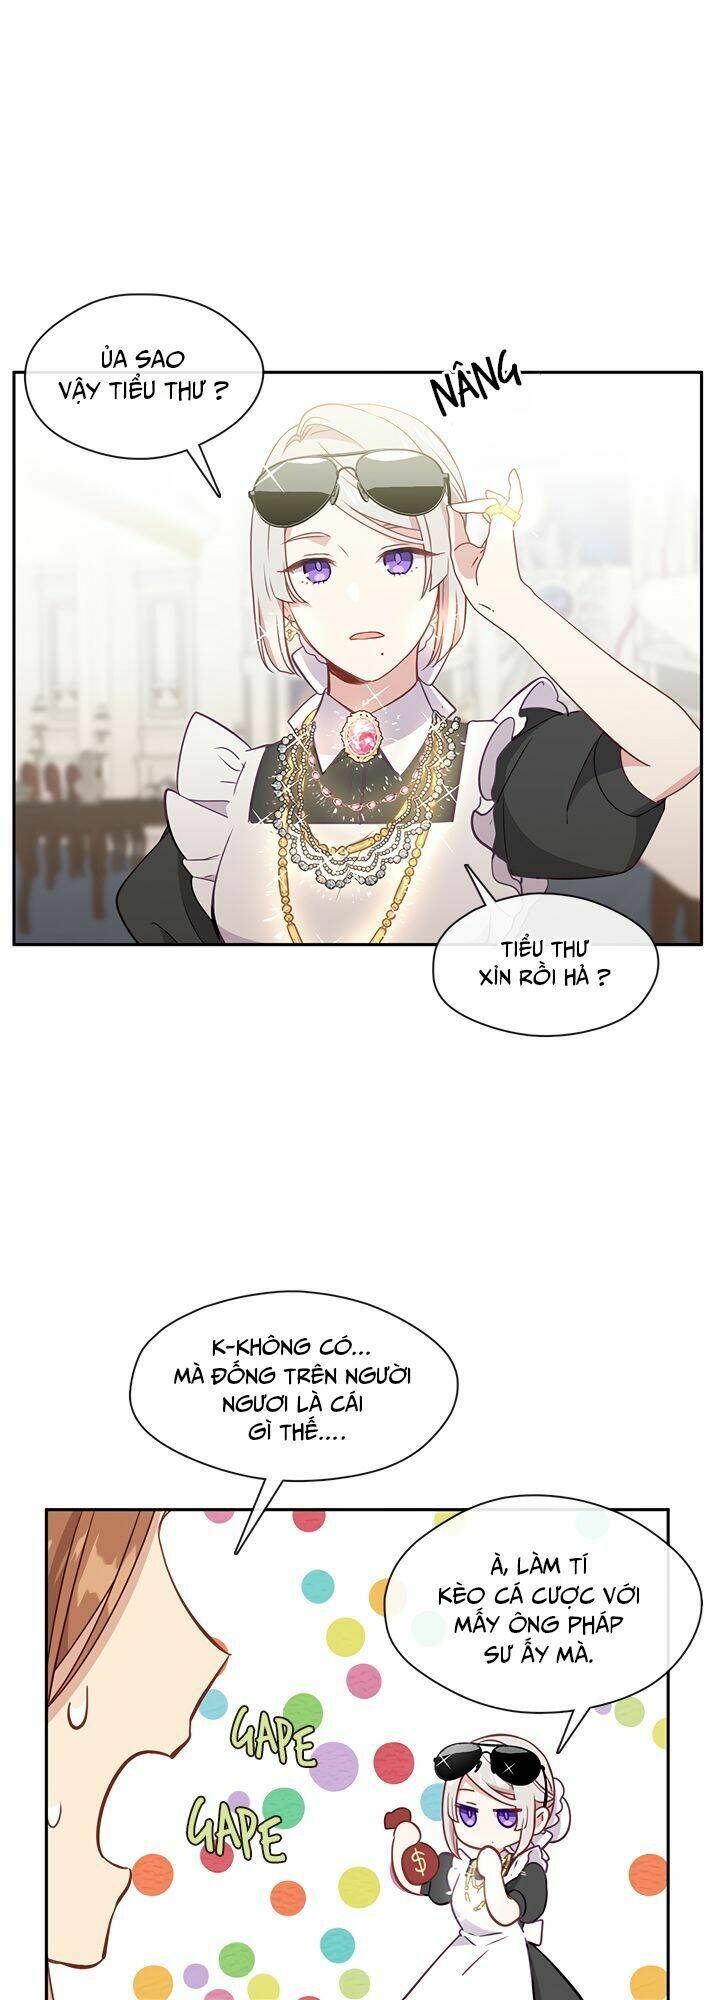 ỦA SAO
VẬY TIỂU THƯ ?
NÂNG
TIỂU THƯ
XỈN RỒI HẢ ?
K-KHÔNG CÓ...
MÀ ĐỐNG TRÊN NGƯỜI
NGƯƠI LÀ CÁI
GÌ THẾ....
À, LÀM TÍ
KÈO CÁ CƯỢC VỚI
MẤY ÔNG PHÁP
SƯ ẤY MÀ.
GAPE
GAPE
$